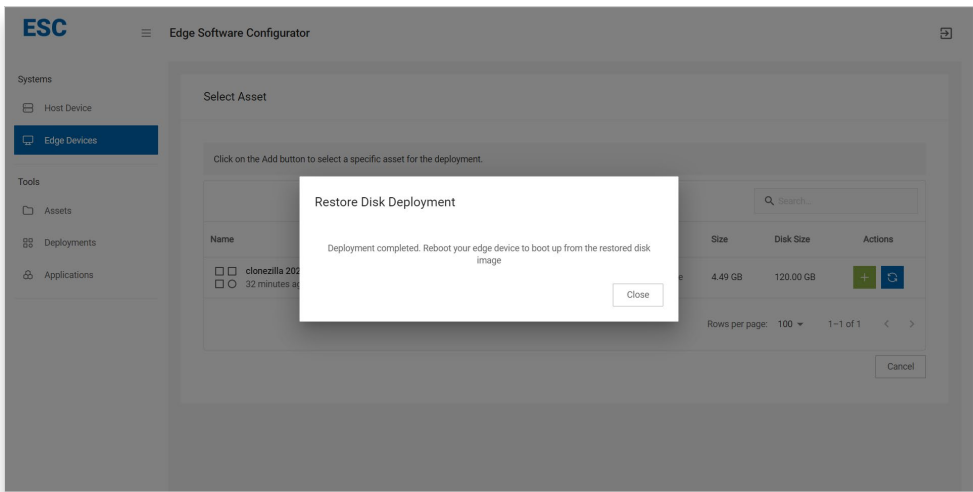 ESC
Edge Software Configurator
Systems
Host Device
Edge Devices
Tools
Assets
Deployments
Applications
Select Asset
Click on the Add button to select a specific asset for the deployment.
Search...
Name
Size
Disk Size
Actions
clonezilla 202
32 minutes ag
e
4.49 GB
120.00 GB
Rows per page: 100
1–1 of 1
Cancel
Restore Disk Deployment
Deployment completed. Reboot your edge device to boot up from the restored disk
image
Close